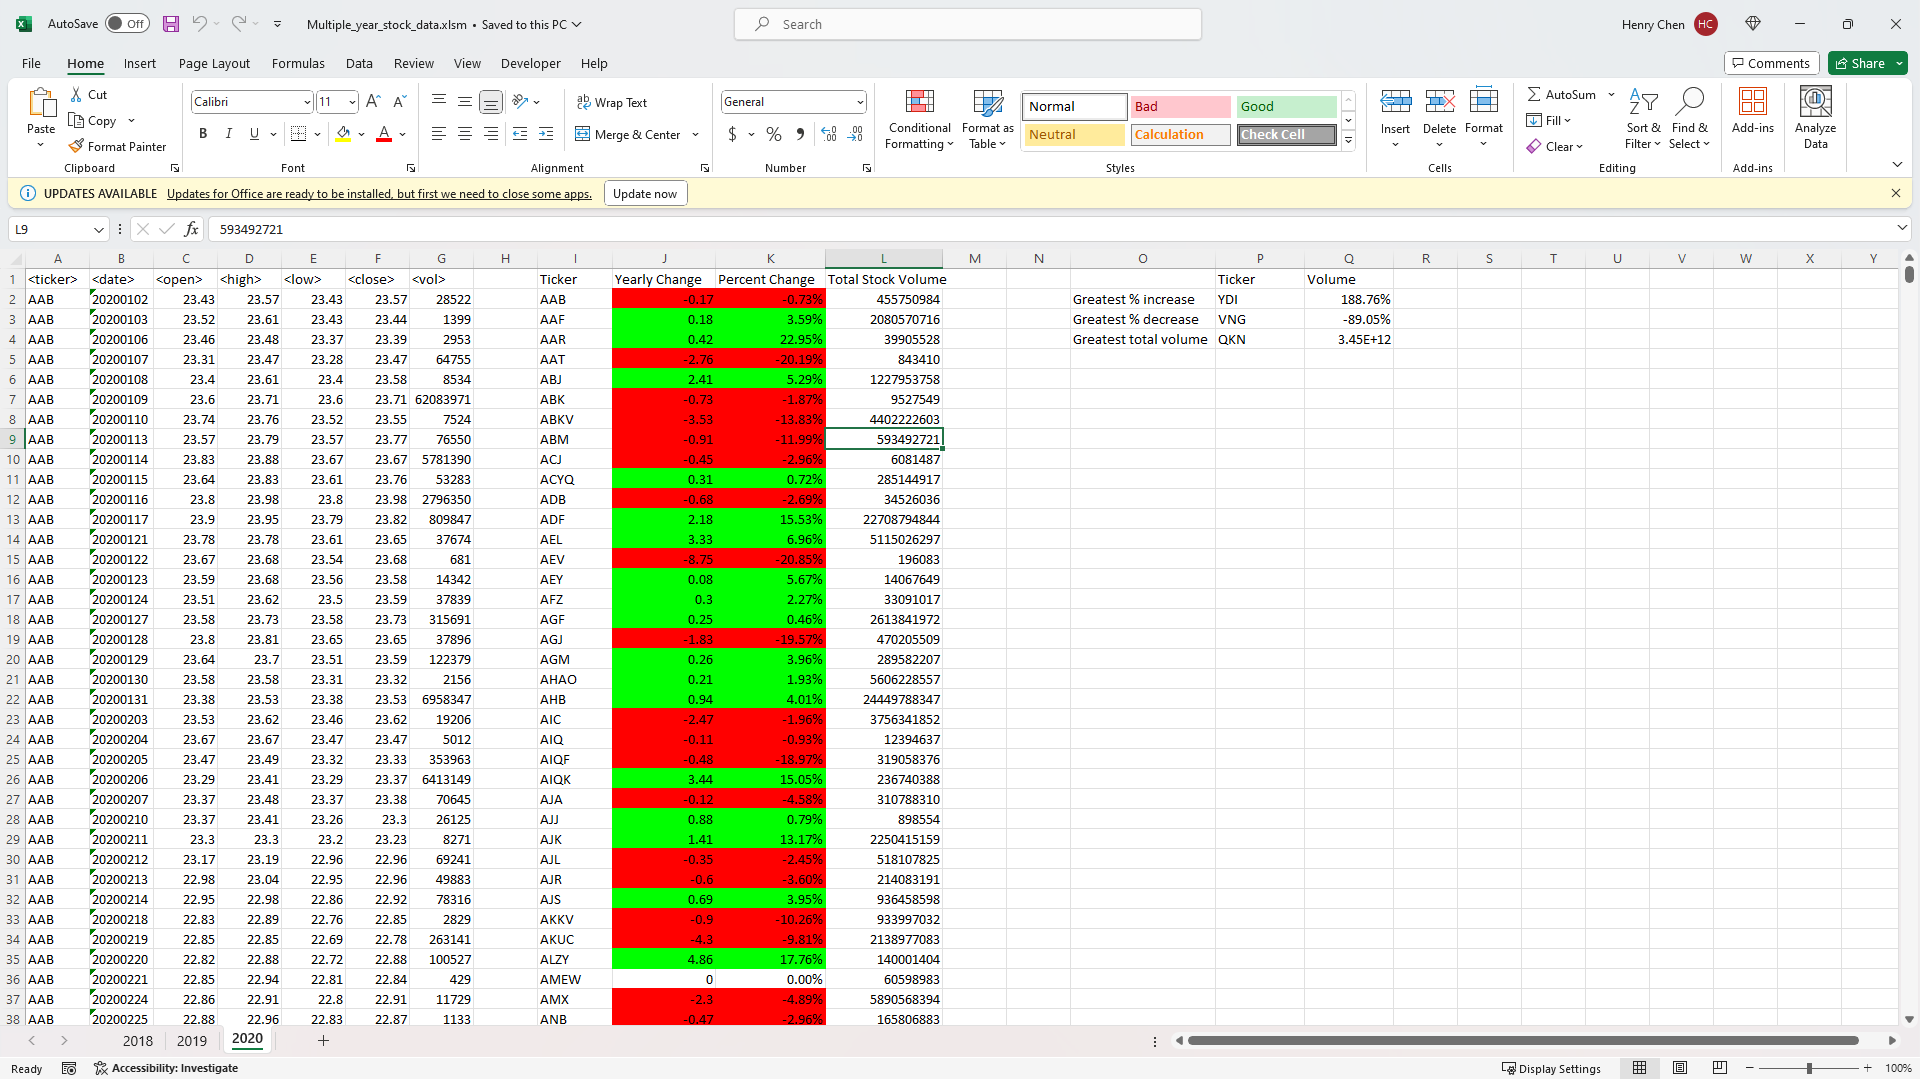 AutoSave Off Multiple_year_stock_data.xlsm • Saved to this PC Search Henry Chen HC
File Home Insert Page Layout Formulas Data Review View Developer Help Comments Share
Paste Cut Copy Format Painter Clipboard
Calibri 11 B I U A Font
Wrap Text Merge & Center Alignment
General $ % Number
Conditional Formatting Format as Table Normal Bad Good Neutral Calculation Check Cell Styles
Insert Delete Format Cells
AutoSum Fill Clear Sort & Filter Find & Select Editing
Add-ins Add-ins Analyze Data
UPDATES AVAILABLE Updates for Office are ready to be installed, but first we need to close some apps. Update now
L9 fx 593492721
A B C D E F G H I J K L M N O P Q R S T U V W X Y
1 <ticker> <date> <open> <high> <low> <close> <vol> Ticker Yearly Change Percent Change Total Stock Volume Ticker Volume
2 AAB 20200102 23.43 23.57 23.43 23.57 28522 AAB -0.17 -0.73% 455750984 Greatest % increase YDI 188.76%
3 AAB 20200103 23.52 23.61 23.43 23.44 1399 AAF 0.18 3.59% 2080570716 Greatest % decrease VNG -89.05%
4 AAB 20200106 23.46 23.48 23.37 23.39 2953 AAR 0.42 22.95% 39905528 Greatest total volume QKN 3.45E+12
5 AAB 20200107 23.31 23.47 23.28 23.47 64755 AAT -2.76 -20.19% 843410
6 AAB 20200108 23.4 23.61 23.4 23.58 8534 ABJ 2.41 5.29% 1227953758
7 AAB 20200109 23.6 23.71 23.6 23.71 62083971 ABK -0.73 -1.87% 9527549
8 AAB 20200110 23.74 23.76 23.52 23.55 7524 ABKV -3.53 -13.83% 4402222603
9 AAB 20200113 23.57 23.79 23.57 23.77 76550 ABM -0.91 -11.99% 593492721
10 AAB 20200114 23.83 23.88 23.67 23.67 5781390 ACJ -0.45 -2.96% 6081487
11 AAB 20200115 23.64 23.83 23.61 23.76 53283 ACYQ 0.31 0.72% 285144917
12 AAB 20200116 23.8 23.98 23.8 23.98 2796350 ADB -0.68 -2.69% 34526036
13 AAB 20200117 23.9 23.95 23.79 23.82 809847 ADF 2.18 15.53% 22708794844
14 AAB 20200121 23.78 23.78 23.61 23.65 37674 AEL 3.33 6.96% 5115026297
15 AAB 20200122 23.67 23.68 23.54 23.68 681 AEV -8.75 -20.85% 196083
16 AAB 20200123 23.59 23.68 23.56 23.58 14342 AEY 0.08 5.67% 14067649
17 AAB 20200124 23.51 23.62 23.5 23.59 37839 AFZ 0.3 2.27% 33091017
18 AAB 20200127 23.58 23.73 23.58 23.73 315691 AGF 0.25 0.46% 2613841972
19 AAB 20200128 23.8 23.81 23.65 23.65 37896 AGJ -1.83 -19.57% 470205509
20 AAB 20200129 23.64 23.7 23.51 23.59 122379 AGM 0.26 3.96% 289582207
21 AAB 20200130 23.58 23.58 23.31 23.32 2156 AHAO 0.21 1.93% 5606228557
22 AAB 20200131 23.38 23.53 23.38 23.53 6958347 AHB 0.94 4.01% 24449788347
23 AAB 20200203 23.53 23.62 23.46 23.62 19206 AIC -2.47 -1.96% 3756341852
24 AAB 20200204 23.67 23.67 23.47 23.47 5012 AIQ -0.11 -0.93% 12394637
25 AAB 20200205 23.47 23.49 23.32 23.33 353963 AIQF -0.48 -18.97% 319058376
26 AAB 20200206 23.29 23.41 23.29 23.37 6413149 AIQK 3.44 15.05% 236740388
27 AAB 20200207 23.37 23.48 23.37 23.38 70645 AJA -0.12 -4.58% 310788310
28 AAB 20200210 23.37 23.41 23.26 23.3 26125 AJJ 0.88 0.79% 898554
29 AAB 20200211 23.3 23.3 23.2 23.23 8271 AJK 1.41 13.17% 2250415159
30 AAB 20200212 23.17 23.19 22.96 22.96 69241 AJL -0.35 -2.45% 518107825
31 AAB 20200213 22.98 23.04 22.95 22.96 49883 AJR -0.6 -3.60% 214083191
32 AAB 20200214 22.95 22.98 22.86 22.92 78316 AJS 0.69 3.95% 936458598
33 AAB 20200218 22.83 22.89 22.76 22.85 2829 AKKV -0.9 -10.26% 933997032
34 AAB 20200219 22.85 22.85 22.69 22.78 263141 AKUC -4.3 -9.81% 2138977083
35 AAB 20200220 22.82 22.88 22.72 22.88 100527 ALZY 4.86 17.76% 140001404
36 AAB 20200221 22.85 22.94 22.81 22.84 429 AMEW 0 0.00% 60598983
37 AAB 20200224 22.86 22.91 22.8 22.91 11729 AMX -2.3 -4.89% 5890568394
38 AAB 20200225 22.88 22.96 22.83 22.87 1133 ANB -0.47 -2.96% 165806883
2018 2019 2020
Ready Accessibility: Investigate Display Settings 100%